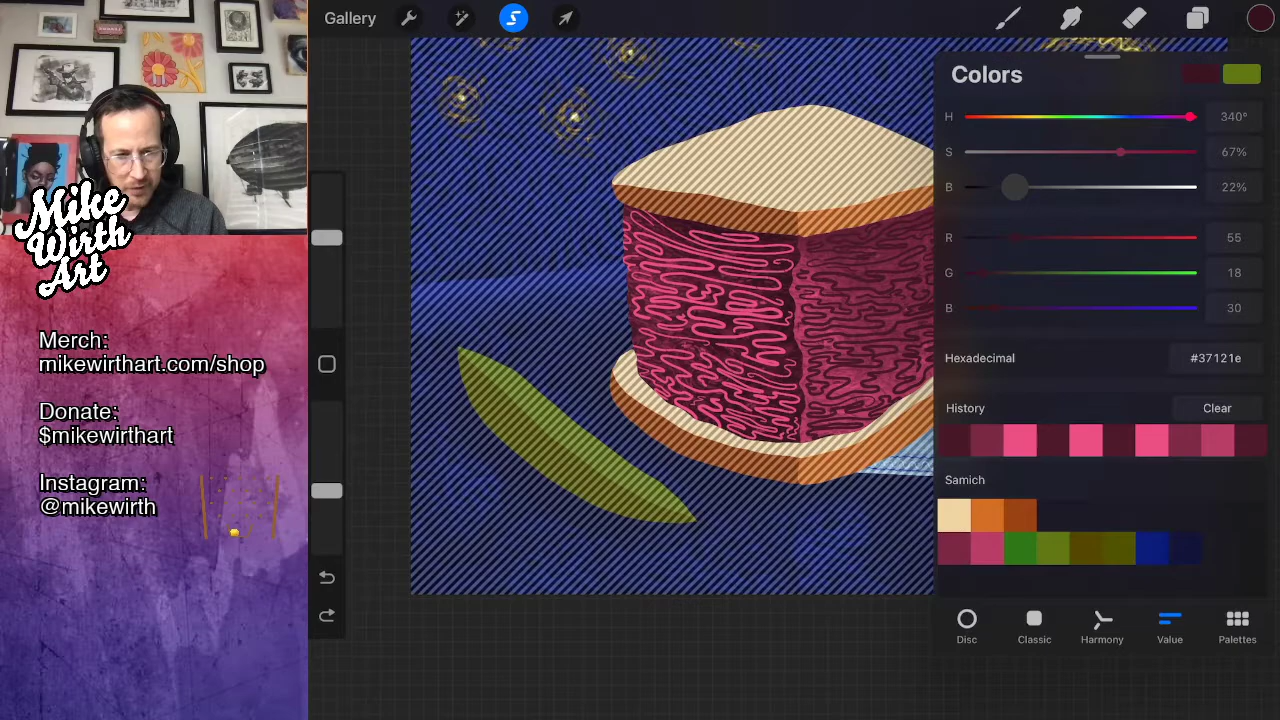 Gallery
Mike
Wirth
Art
Merch:
mikewirthart.com/shop
Donate:
$mikewirthart
Instagram:
@mikewirth
Colors
H 340°
S 67%
B 22%
R 55
G 18
B 30
Hexadecimal #37121e
History Clear
Samich
Disc Classic Harmony Value Palettes